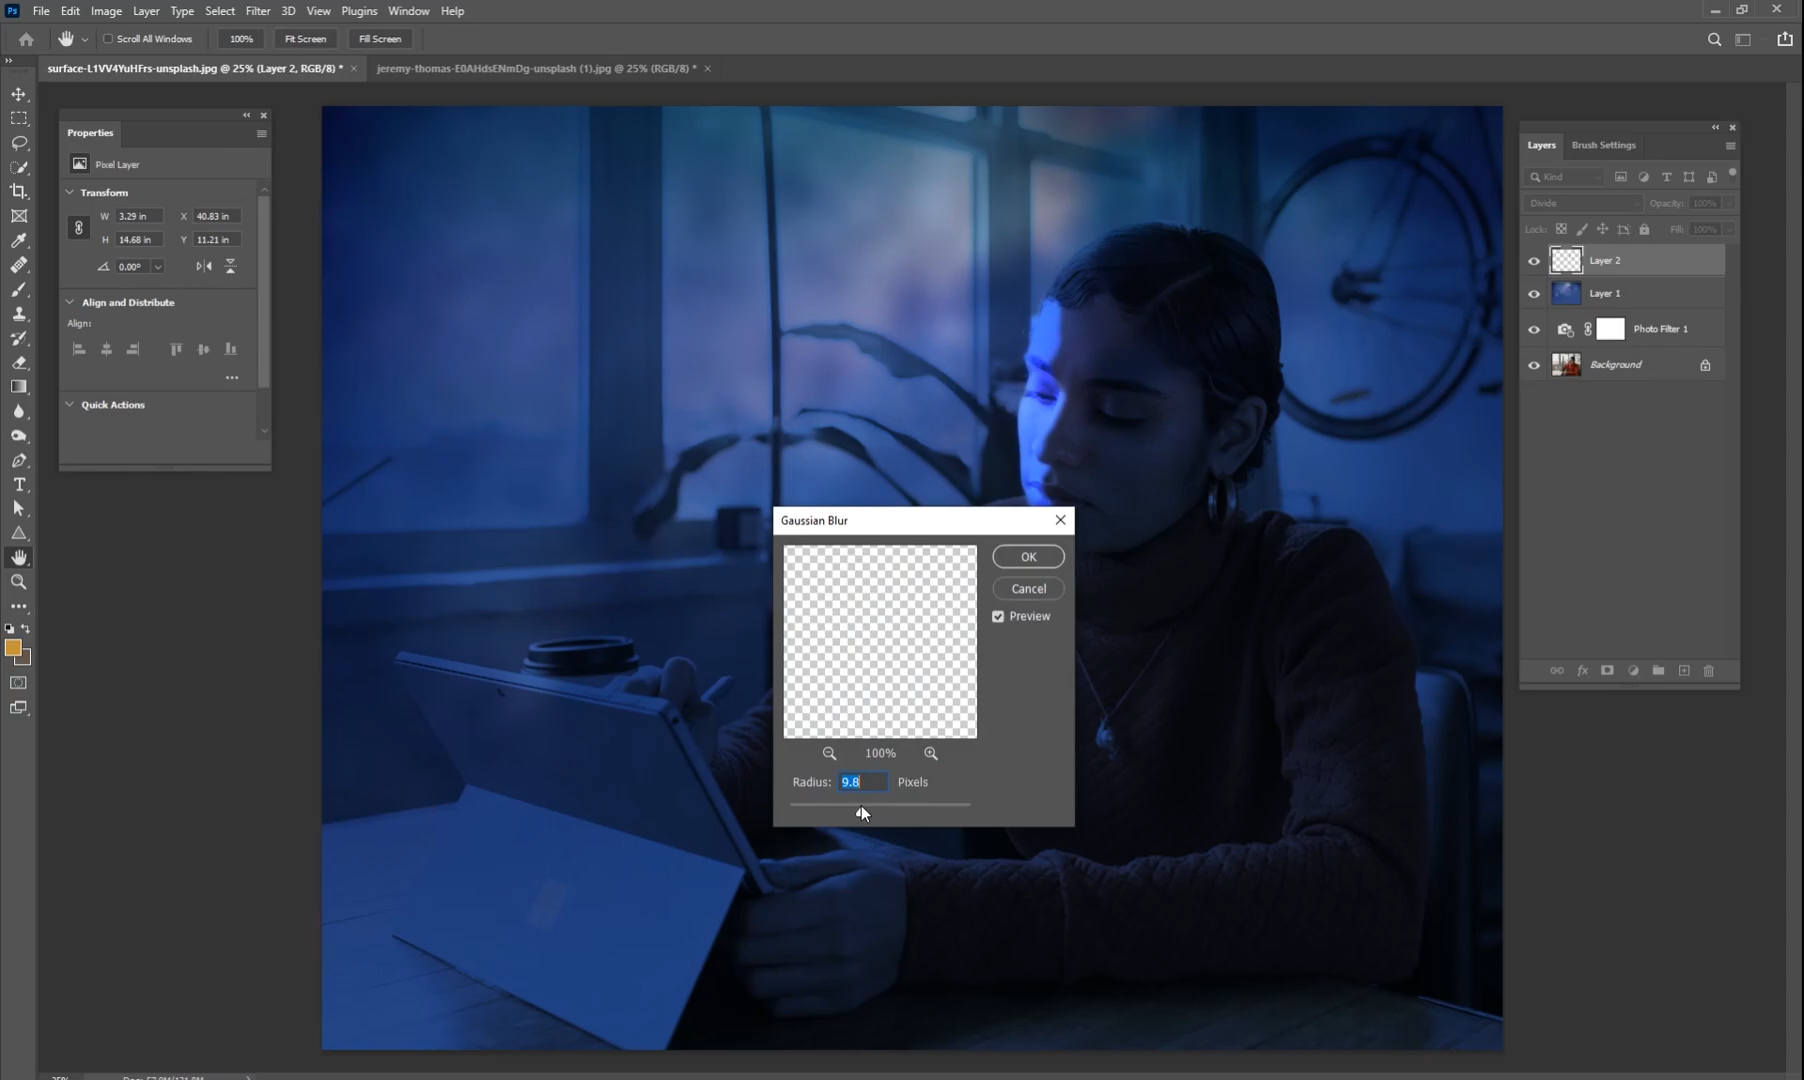 Ps File Edit Image Layer Type Select Filter 3D View Plugins Window Help
Scroll All Windows 100% Fit Screen Fill Screen
surface-L1VV4YuHFrs-unsplash.jpg @ 25% (Layer 2, RGB/8) * jeremy-thomas-E0AHdsENmDg-unsplash (1).jpg @ 25% (RGB/8) *
Properties
Pixel Layer
Transform
W 3.29 in X 40.83 in
H 14.68 in Y 11.21 in
0.00°
Align and Distribute
Align:
Quick Actions
Gaussian Blur
OK
Cancel
Preview
100%
Radius: 9.8 Pixels
Layers Brush Settings
Kind
Divide Opacity: 100%
Lock: Fill: 100%
Layer 2
Layer 1
Photo Filter 1
Background